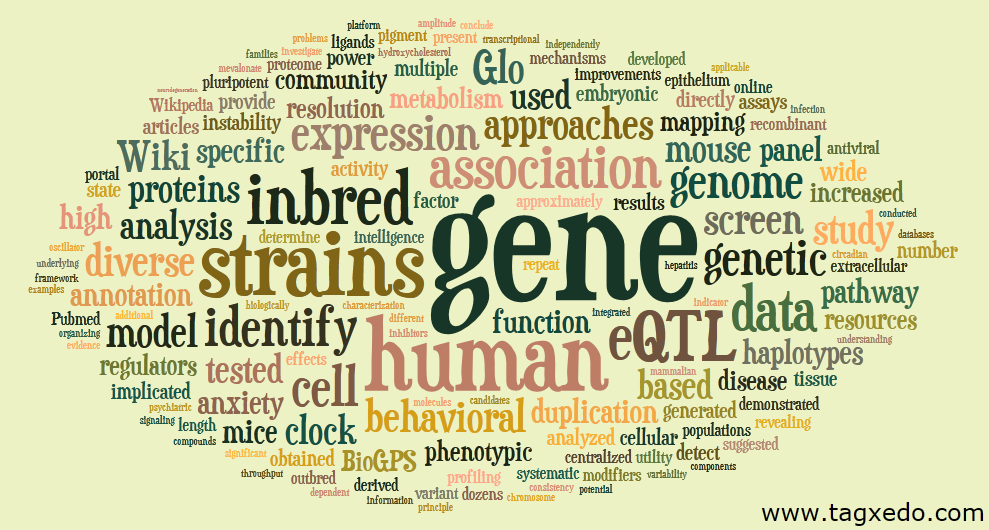 platform amplitude conclude
problems ligands pigment present transcriptional independently
families investigate power hydroxycholesterol mechanisms developed
mevalonate proteome multiple Glo improvements applicable
neurodegeneration pluripotent community used embryonic epithelium online
Wikipedia provide resolution metabolism directly assays infection
articles instability expression approaches mapping recombinant
Wiki specific association mouse panel antiviral
portal activity genome wide
state proteins inbred factor approximately results increased
high analysis gene screen study conducted
oscillator determine intelligence databases
underlying diverse strains repeat hepatitis genetic circadian number
framework extracellular
examples annotation biologically characterization integrated indicator data pathway
Pubmed additional different
organizing model identify human function eQTL resources
evidence inhibitors understanding
regulators tested effects haplotypes
implicated cell mammalian based disease tissue
psychiatric anxiety molecules candidates demonstrated
signaling length behavioral duplication generated revealing
compounds mice clock analyzed cellular populations suggested
significant obtained BioGPS phenotypic centralized utility detect
throughput outbred profiling systematic modifiers variability components
dependent derived variant dozens consistency potential
information principle chromosome
www.tagxedo.com